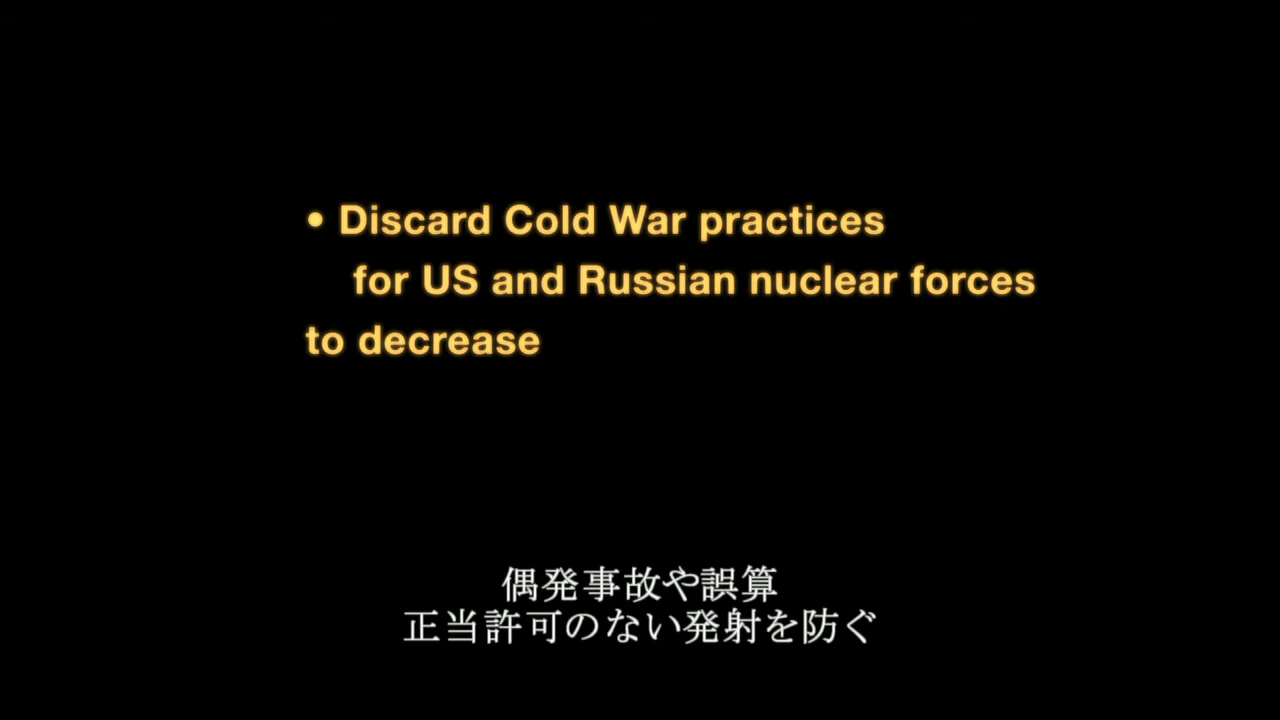 • Discard Cold War practices
for US and Russian nuclear forces
to decrease
偶発事故や誤算
正当許可のない発射を防ぐ